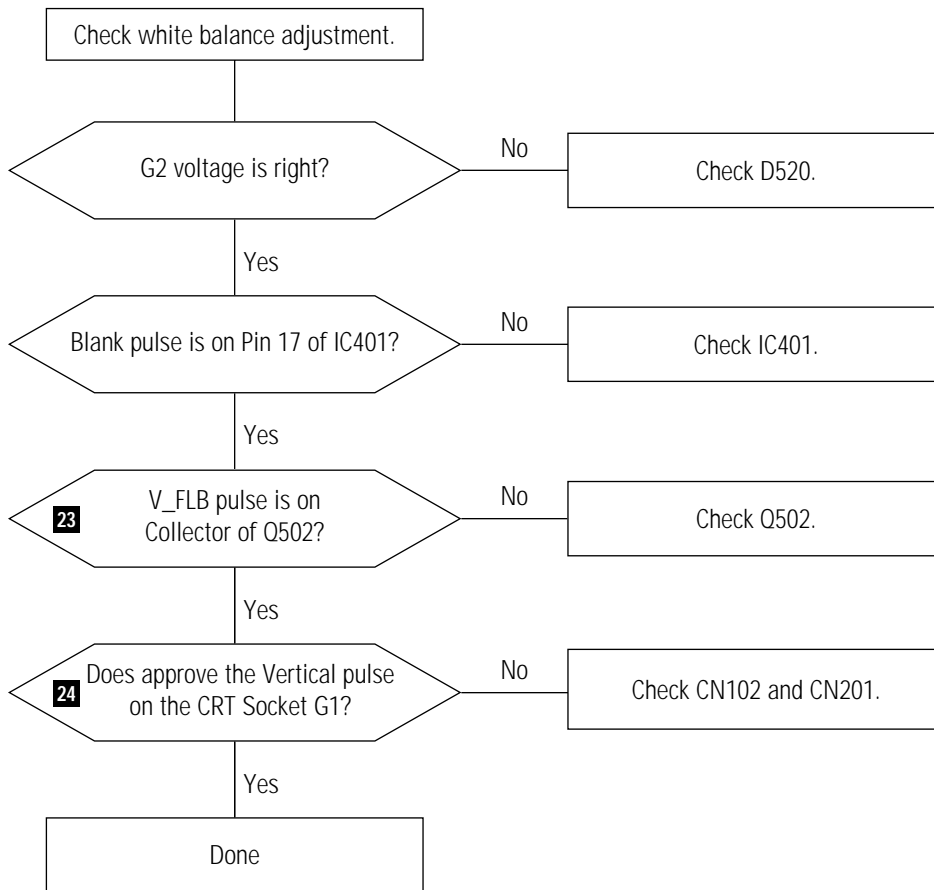 Check white balance adjustment.
G2 voltage is right?
No
Check D520.
Yes
Blank pulse is on Pin 17 of IC401?
No
Check IC401.
Yes
23
V_FLB pulse is on
Collector of Q502?
No
Check Q502.
Yes
24
Does approve the Vertical pulse
on the CRT Socket G1?
No
Check CN102 and CN201.
Yes
Done